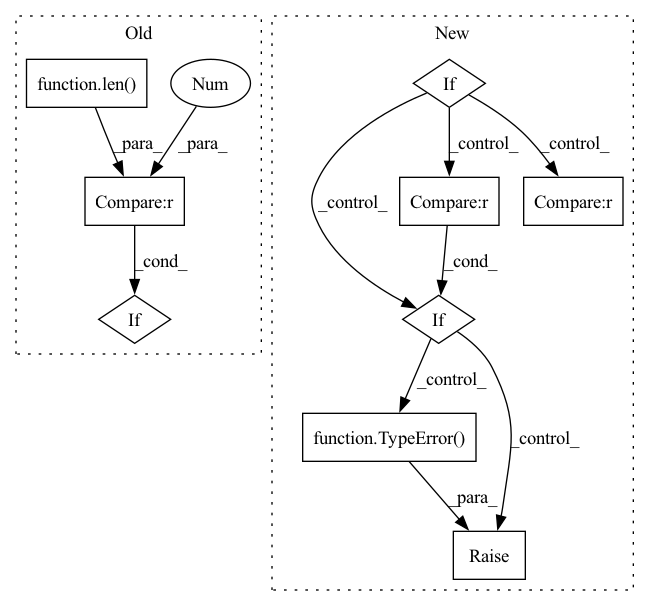 Old
New
function.len()
Num
If
_para_
_para_
_control_
_control_
Compare:r
Compare:r
Compare:r
_control_
_cond_
_cond_
If
If
_control_
_control_
function.TypeError()
_para_
Raise